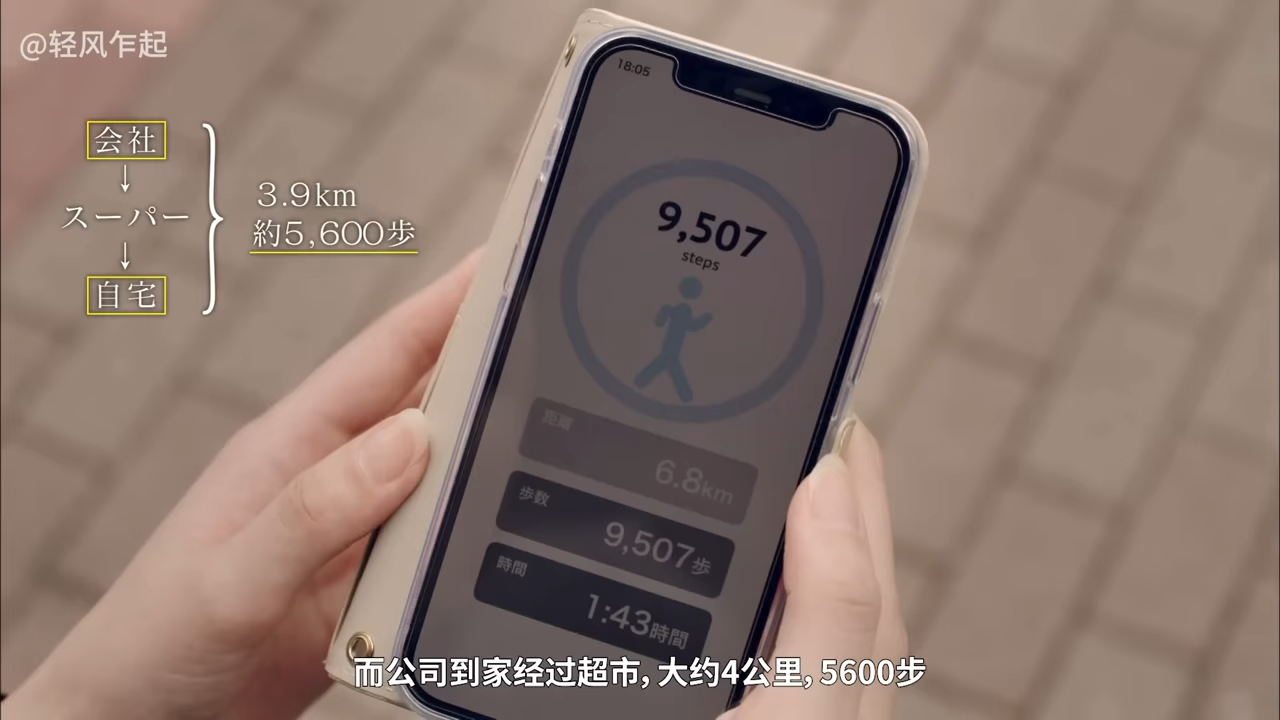 @轻风乍起
会社
↓
スーパー
↓
自宅
3.9km
約5,600歩
18:05
9,507
steps
距離
6.8km
歩数
9,507歩
時間
1:43時間
而公司到家经过超市, 大约4公里, 5600步